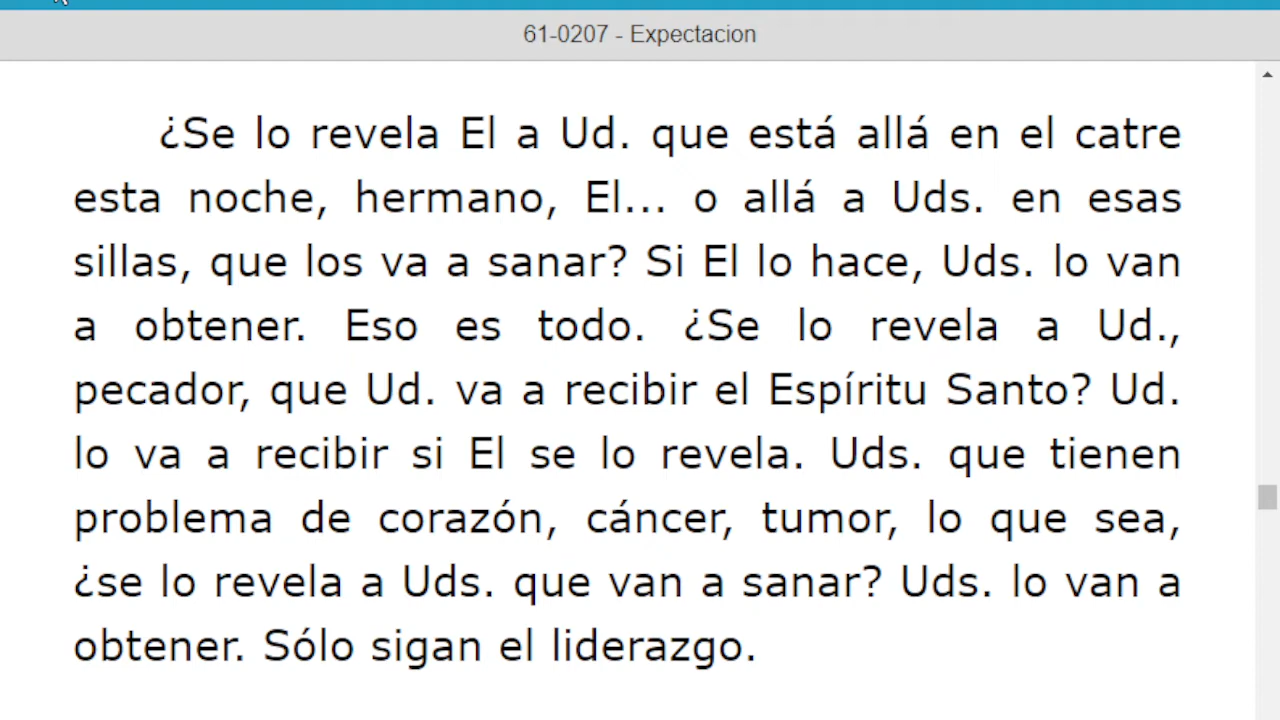 61-0207 - Expectacion
¿Se lo revela El a Ud. que está allá en el catre
esta noche, hermano, El... o allá a Uds. en esas
sillas, que los va a sanar? Si El lo hace, Uds. lo van
a obtener. Eso es todo. ¿Se lo revela a Ud.,
pecador, que Ud. va a recibir el Espíritu Santo? Ud.
lo va a recibir si El se lo revela. Uds. que tienen
problema de corazón, cáncer, tumor, lo que sea,
¿se lo revela a Uds. que van a sanar? Uds. lo van a
obtener. Sólo sigan el liderazgo.